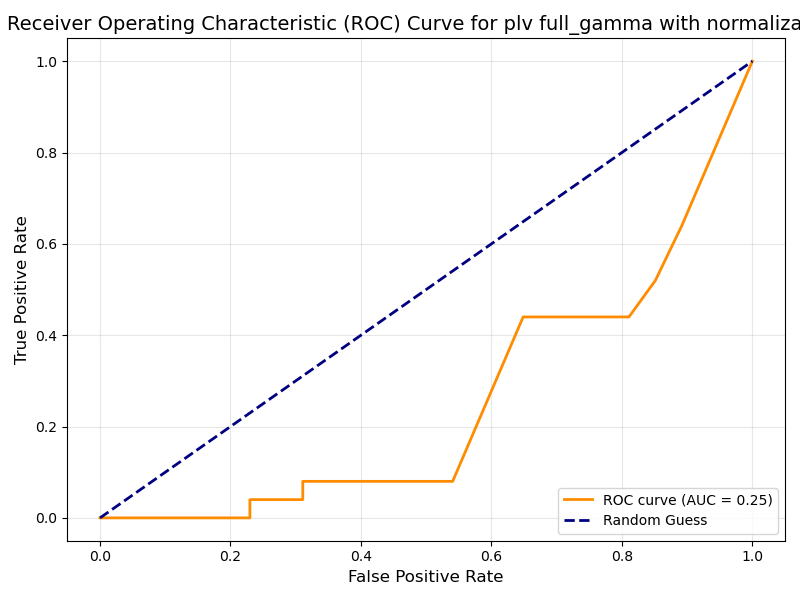 Receiver Operating Characteristic (ROC) Curve for plv full_gamma with normaliza
1.0
0.8
0.6
0.4
0.2
0.0
True Positive Rate
0.0 0.2 0.4 0.6 0.8 1.0
False Positive Rate
ROC curve (AUC = 0.25)
Random Guess